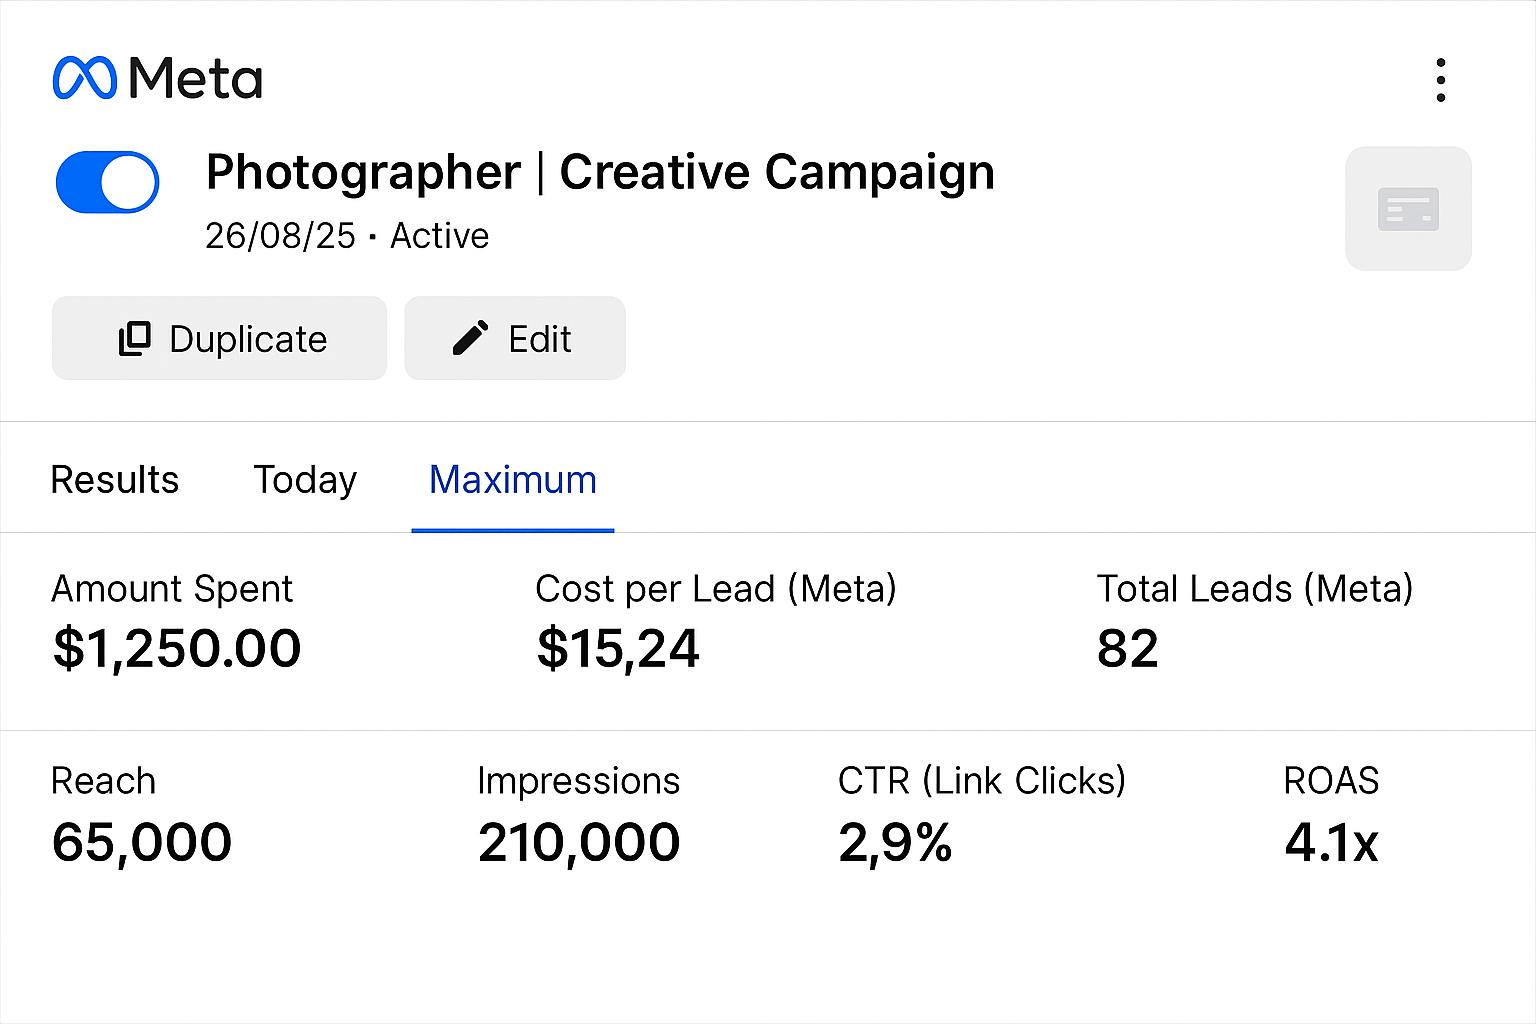 Meta
Photographer | Creative Campaign
26/08/25 · Active
Duplicate
Edit
Results
Today
Maximum
Amount Spent
Cost per Lead (Meta)
Total Leads (Meta)
$1,250.00
$15,24
82
Reach
Impressions
CTR (Link Clicks)
ROAS
65,000
210,000
2,9%
4.1x